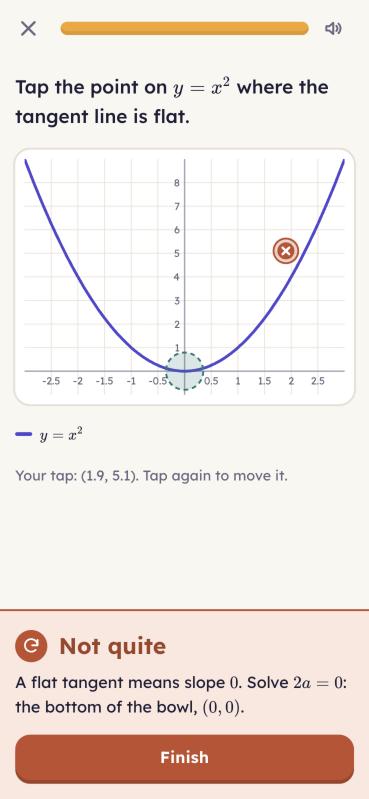 Tap the point on y = x² where the
tangent line is flat.
8
7
6
5
4
3
2
1
-2.5 -2 -1.5 -1 -0.5 0.5 1 1.5 2 2.5
y = x²
Your tap: (1.9, 5.1). Tap again to move it.
Not quite
A flat tangent means slope 0. Solve 2a = 0:
the bottom of the bowl, (0, 0).
Finish